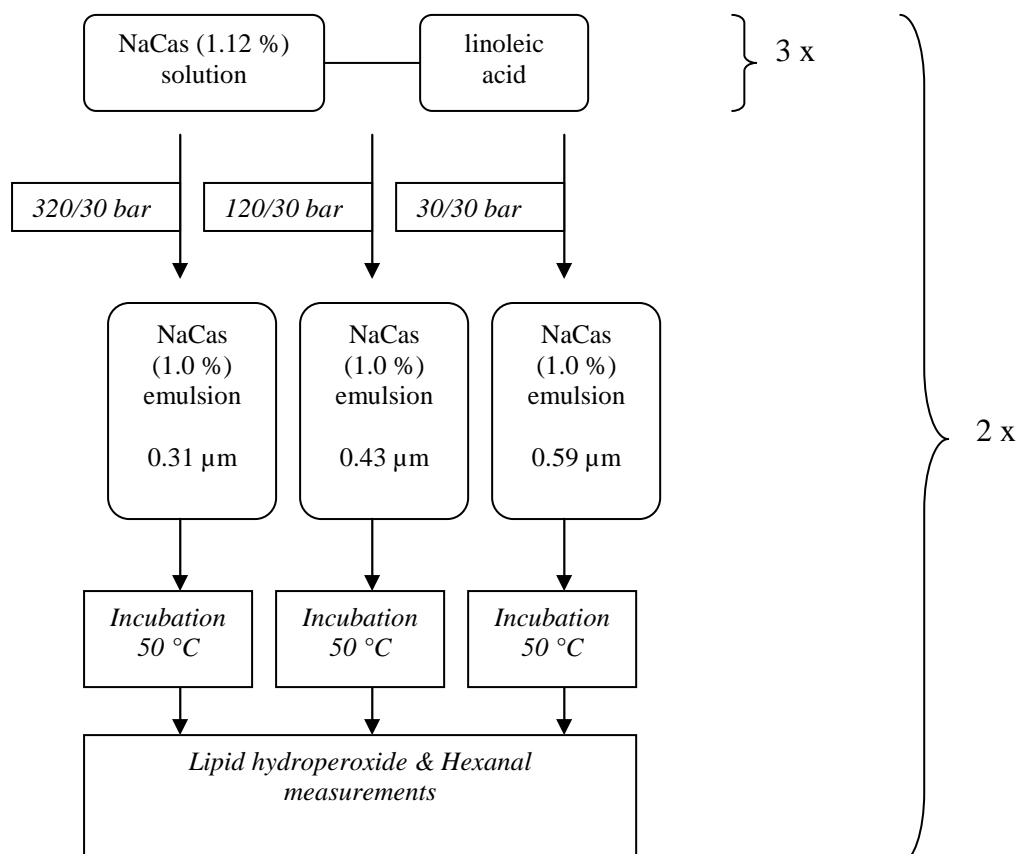 NaCas (1.12 %)
solution
linoleic
acid
3 x
320/30 bar
120/30 bar
30/30 bar
NaCas
(1.0 %)
emulsion
0.31 µm
NaCas
(1.0 %)
emulsion
0.43 µm
NaCas
(1.0 %)
emulsion
0.59 µm
2 x
Incubation
50 °C
Incubation
50 °C
Incubation
50 °C
Lipid hydroperoxide & Hexanal
measurements